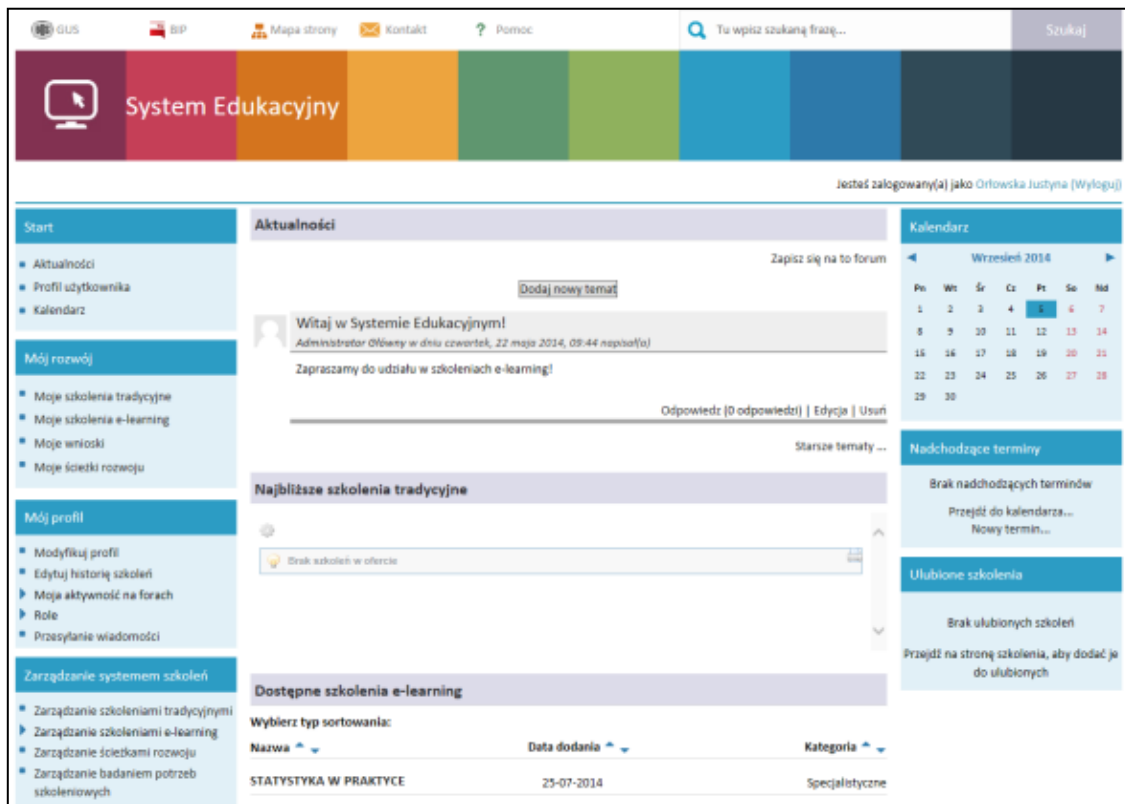 GUS BIP Mapa strony Kontakt ? Pomoc Tu wpisz szukaną frazę... Szukaj
System Edukacyjny
Jesteś zalogowany(a) jako Orłowska Justyna (Wyloguj)
Start
Aktualności
Profil użytkownika
Kalendarz
Mój rozwój
Moje szkolenia tradycyjne
Moje szkolenia e-learning
Moje wnioski
Moje ścieżki rozwoju
Mój profil
Modyfikuj profil
Edytuj historię szkoleń
Moja aktywność na forach
Role
Przesyłanie wiadomości
Zarządzanie systemem szkoleń
Zarządzanie szkoleniami tradycyjnymi
Zarządzanie szkoleniami e-learning
Zarządzanie ścieżkami rozwoju
Zarządzanie badaniem potrzeb
szkoleniowych
Aktualności
Zapisz się na to forum
Dodaj nowy temat
Witaj w Systemie Edukacyjnym!
Administrator Główny w dniu czwartek, 22 maja 2014, 09:44 napisał(a)
Zapraszamy do udziału w szkoleniach e-learning!
Odpowiedz (0 odpowiedzi) | Edycja | Usuń
Starsze tematy ...
Najbliższe szkolenia tradycyjne
Brak szkoleń w ofercie
Dostępne szkolenia e-learning
Wybierz typ sortowania:
Nazwa Data dodania Kategoria
STATYSTYKA W PRAKTYCE 25-07-2014 Specjalistyczne
Kalendarz
Wrzesień 2014
Pn Wt Śr Cz Pt So Nd
1 2 3 4 5 6 7
8 9 10 11 12 13 14
15 16 17 18 19 20 21
22 23 24 25 26 27 28
29 30
Nadchodzące terminy
Brak nadchodzących terminów
Przejdź do kalendarza...
Nowy termin...
Ulubione szkolenia
Brak ulubionych szkoleń
Przejdź na stronę szkolenia, aby dodać je
do ulubionych